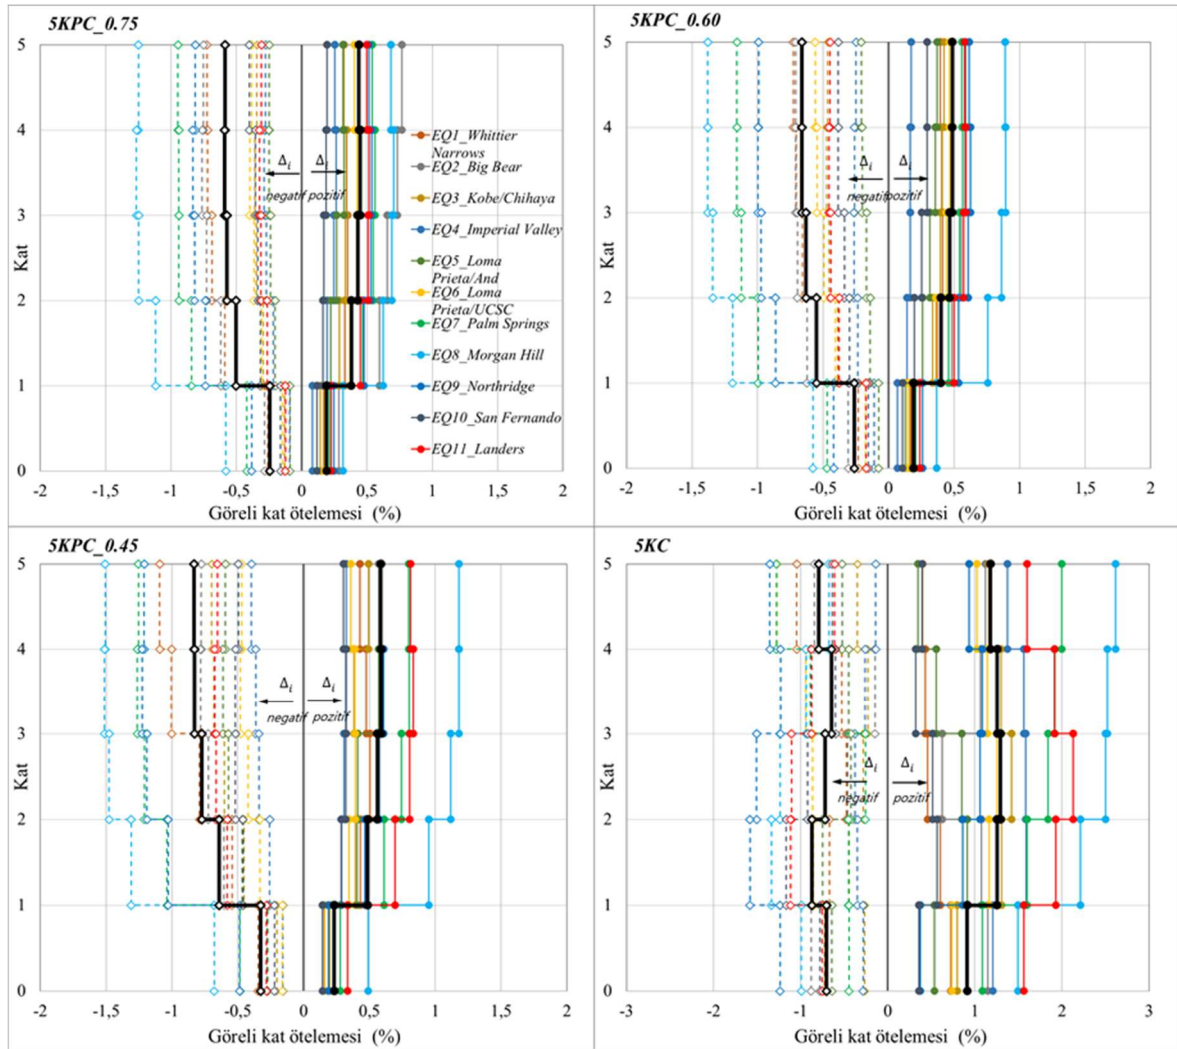 5KPC_0.75
5
4
3
2
1
0
Kat
Δi
Δi
negatif
pozitif
EQ1_Whittier
Narrows
EQ2_Big Bear
EQ3_Kobe/Chihaya
EQ4_Imperial Valley
EQ5_Loma
Prieta/And
EQ6_Loma
Prieta/UCSC
EQ7_Palm Springs
EQ8_Morgan Hill
EQ9_Northridge
EQ10_San Fernando
EQ11_Landers
-2 -1,5 -1 -0,5 0 0,5 1 1,5 2
Göreli kat ötelemesi (%)
5KPC_0.60
5
4
3
2
1
0
Kat
Δi
Δi
negatif
pozitif
-2 -1,5 -1 -0,5 0 0,5 1 1,5 2
Göreli kat ötelemesi (%)
5KPC_0.45
5
4
3
2
1
0
Kat
Δi
Δi
negatif
pozitif
-2 -1,5 -1 -0,5 0 0,5 1 1,5 2
Göreli kat ötelemesi (%)
5KC
5
4
3
2
1
0
Kat
Δi
Δi
negatif
pozitif
-3 -2 -1 0 1 2 3
Göreli kat ötelemesi (%)